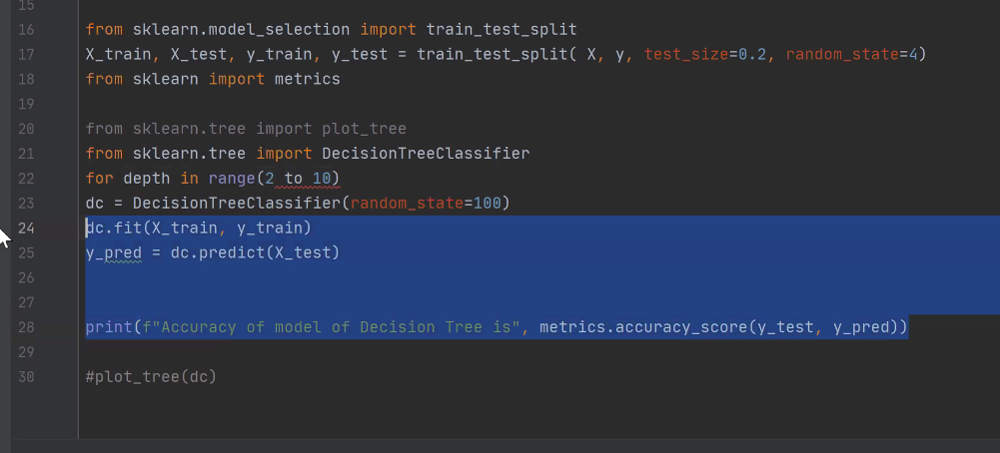 15
16 from sklearn.model_selection import train_test_split
17 X_train, X_test, y_train, y_test = train_test_split( X, y, test_size=0.2, random_state=4)
18 from sklearn import metrics
19
20 from sklearn.tree import plot_tree
21 from sklearn.tree import DecisionTreeClassifier
22 for depth in range(2 to 10)
23 dc = DecisionTreeClassifier(random_state=100)
24 dc.fit(X_train, y_train)
25 y_pred = dc.predict(X_test)
26
27
28 print(f"Accuracy of model of Decision Tree is", metrics.accuracy_score(y_test, y_pred))
29
30 #plot_tree(dc)